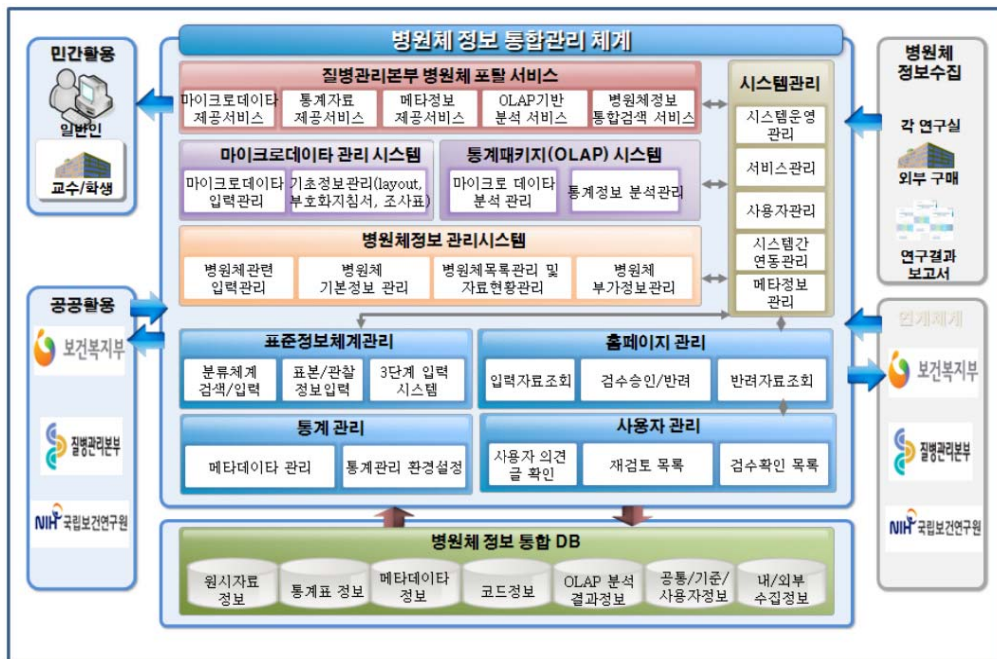 병원체 정보 통합관리 체계
민간활용
일반인
교수/학생
질병관리본부 병원체 포탈 서비스
마이크로데이타
제공서비스
통계자료
제공서비스
메타정보
제공서비스
OLAP기반
분석 서비스
병원체정보
통합검색 서비스
마이크로데이타 관리 시스템
마이크로데이타
입력관리
기초정보관리(layout,
부호화지침서, 조사표)
통계패키지(OLAP) 시스템
마이크로 데이타
분석 관리
통계정보 분석관리
병원체정보 관리시스템
병원체관련
입력관리
병원체
기본정보 관리
병원체목록관리 및
자료현황관리
병원체
부가정보관리
시스템관리
시스템운영
관리
서비스관리
사용자관리
시스템간
연동관리
메타정보
관리
병원체
정보수집
각 연구실
외부 구매
연구결과
보고서
공공활용
보건복지부
질병관리본부
NIH 국립보건연구원
표준정보체계관리
분류체계
검색/입력
표본/관찰
정보입력
3단계 입력
시스템
홈페이지 관리
입력자료조회
검수승인/반려
반려자료조회
통계 관리
메타데이타 관리
통계관리 환경설정
사용자 관리
사용자 의견
글 확인
재검토 목록
검수확인 목록
연계체계
보건복지부
질병관리본부
NIH 국립보건연구원
병원체 정보 통합 DB
원시자료
정보
통계표 정보
메타데이타
정보
코드정보
OLAP 분석
결과정보
공통/기준/
사용자정보
내/외부
수집정보